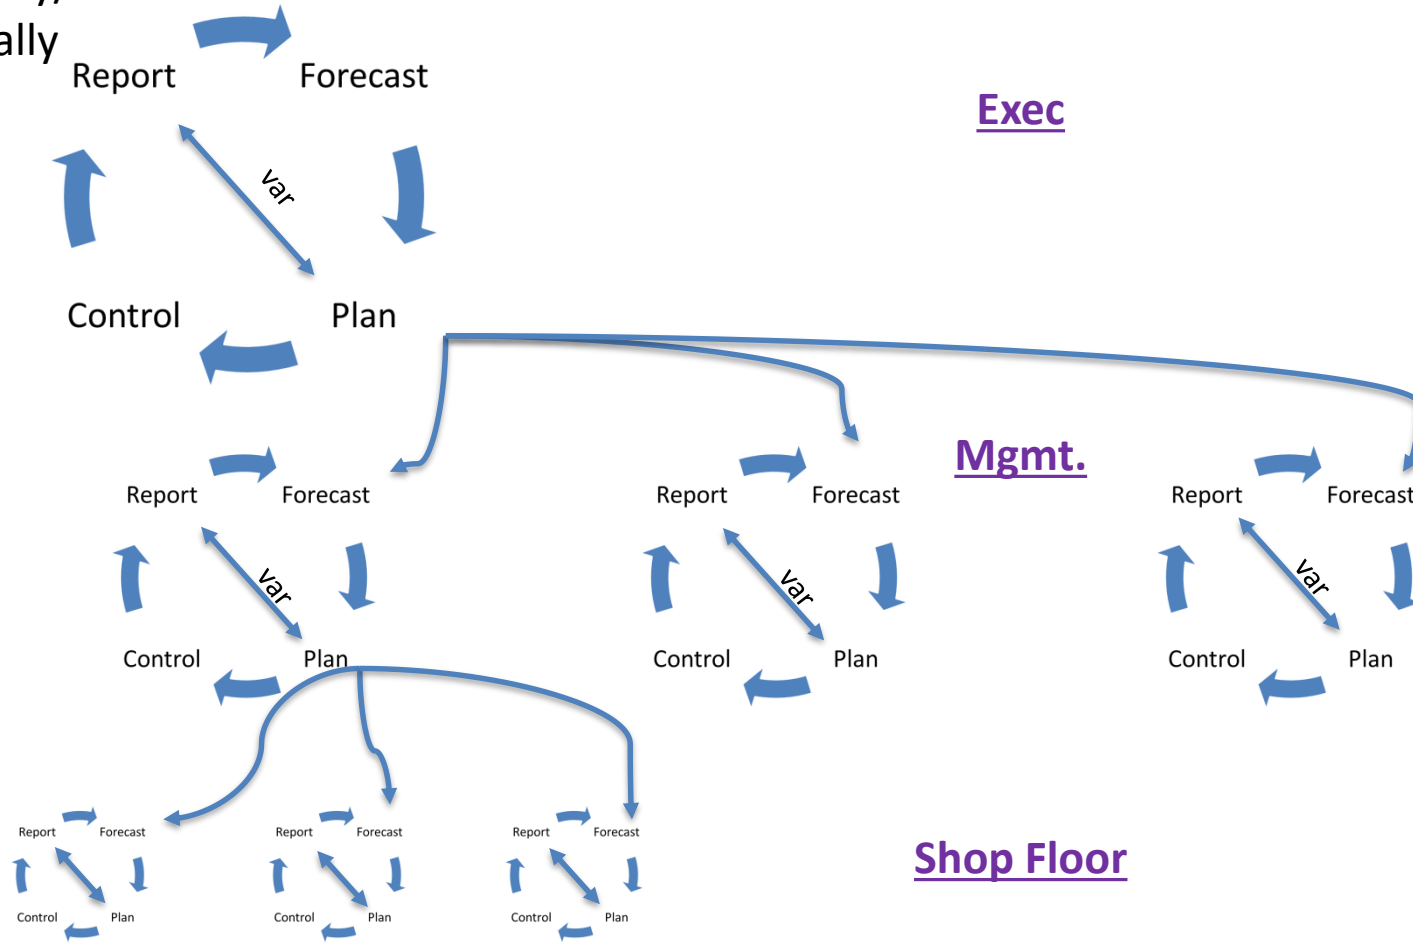 ally
Report Forecast
Exec
var
Control Plan
Mgmt.
Report Forecast Report Forecast Report Forecast
var var var
Control Plan Control Plan Control Plan
Report Forecast Report Forecast Report Forecast
Shop Floor
Control Plan Control Plan Control Plan